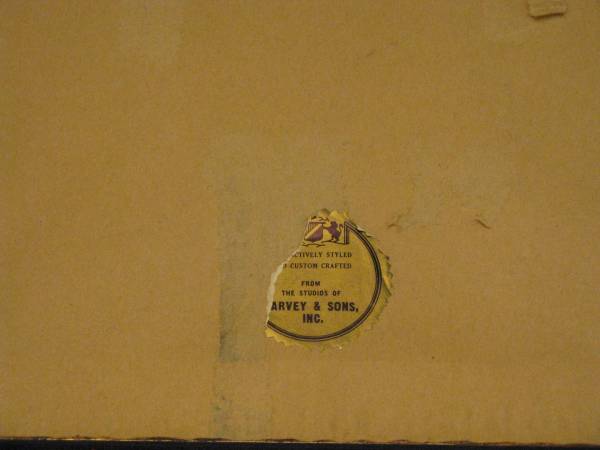 CTIVELY STYLED
D CUSTOM CRAFTED
FROM
THE STUDIOS OF
ARVEY & SONS,
INC.